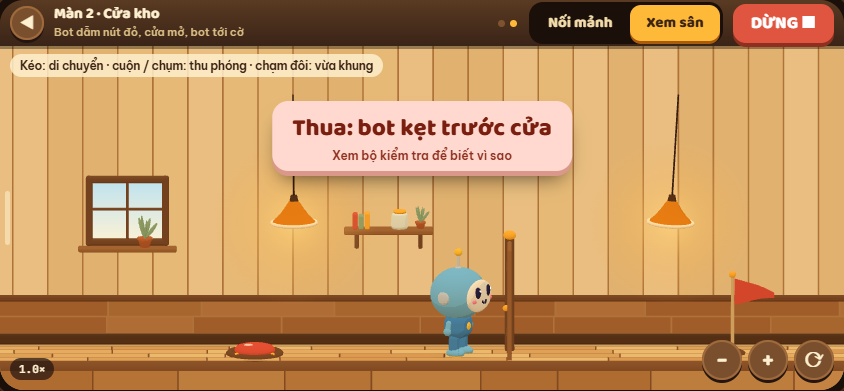 Màn 2 · Cửa kho
Bot dẫm nút đỏ, cửa mở, bot tới cờ
Nối mảnh
Xem sân
DỪNG
Kéo: di chuyển · cuộn / chụm: thu phóng · chạm đôi: vừa khung
Thua: bot kẹt trước cửa
Xem bộ kiểm tra để biết vì sao
1.0×